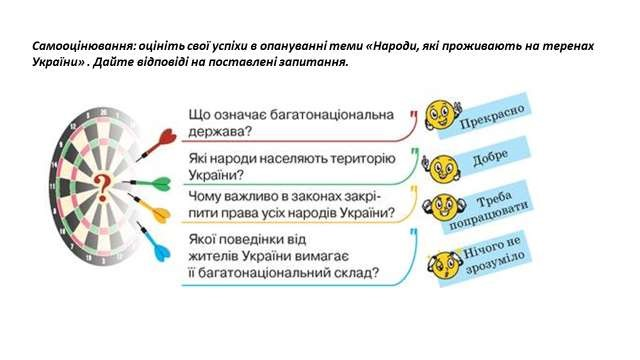 Самооцінювання: оцініть свої успіхи в опануванні теми «Народи, які проживають на теренах
України» . Дайте відповіді на поставлені запитання.
Що означає багатонаціональна
держава?
Прекрасно
Які народи населяють територію
України?
Добре
Чому важливо в законах закрі-
пити права усіх народів України?
Треба
попрацювати
Якої поведінки від
жителів України вимагає
її багатонаціональний склад?
Нічого не
зрозуміло
?